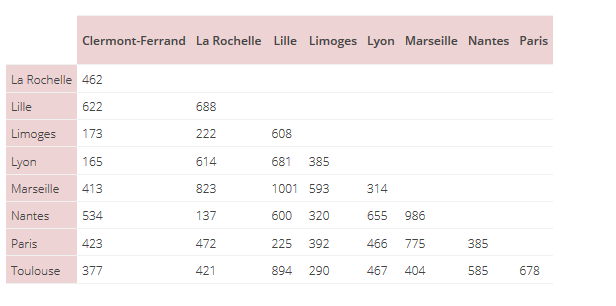 Clermont-Ferrand La Rochelle Lille Limoges Lyon Marseille Nantes Paris
La Rochelle 462
Lille 622 688
Limoges 173 222 608
Lyon 165 614 681 385
Marseille 413 823 1001 593 314
Nantes 534 137 600 320 655 986
Paris 423 472 225 392 466 775 385
Toulouse 377 421 894 290 467 404 585 678